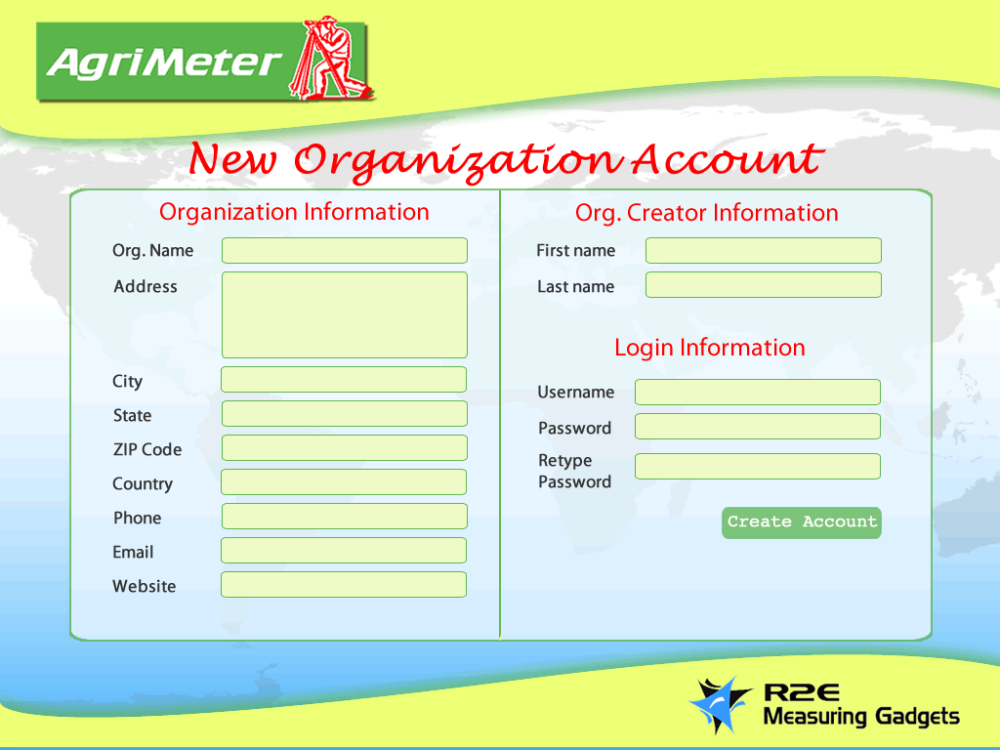 AgriMeter
New Organization Account
Organization Information
Org. Name
Address
City
State
ZIP Code
Country
Phone
Email
Website
Org. Creator Information
First name
Last name
Login Information
Username
Password
Retype
Password
Create Account
R2E
Measuring Gadgets